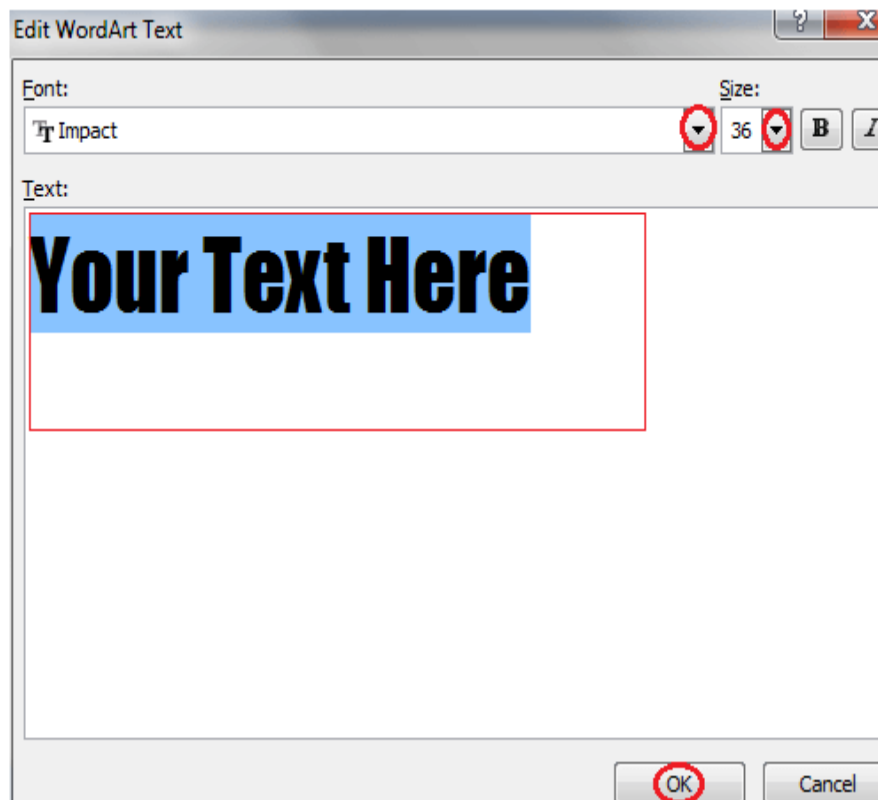 Edit WordArt Text ? X
Font: Size:
Impact 36 B I
Text:
Your Text Here
OK Cancel